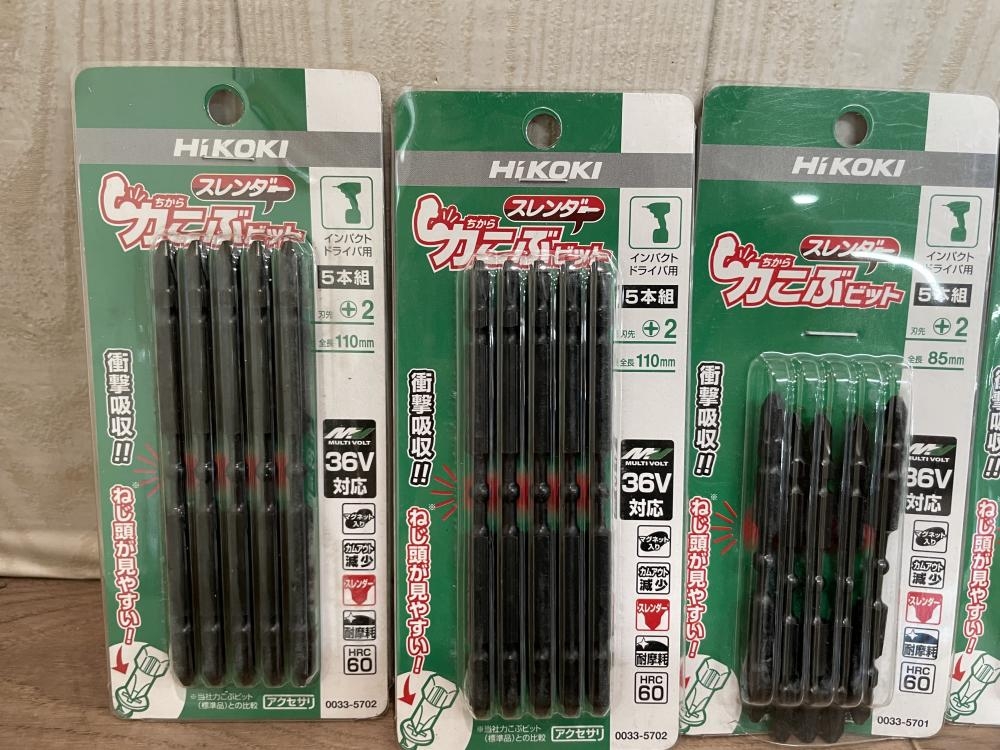 HiKOKI
スレンダー
ちから
力こぶビット
インパクト
ドライバ用
5本組
刃先 ⊕2
全長 110mm
衝撃吸収!!
ねじ頭が見やすい!
※
MULTI VOLT
36V
対応
マグネット
入り
カムアウト
減少
スレンダー
耐摩耗
HRC
60
※当社力こぶビット
(標準品)との比較
アクセサリ
0033-5702
HiKOKI
スレンダー
ちから
力こぶビット
インパクト
ドライバ用
5本組
刃先 ⊕2
全長 110mm
衝撃吸収!!
ねじ頭が見やすい!
※
MULTI VOLT
36V
対応
マグネット
入り
カムアウト
減少
スレンダー
耐摩耗
HRC
60
※当社力こぶビット
(標準品)との比較
アクセサリ
0033-5702
HiKOKI
スレンダー
ちから
力こぶビット
インパクト
ドライバ用
5本組
刃先 ⊕2
全長 85mm
衝撃吸収!!
ねじ頭が見やすい!
※
MULTI VOLT
36V
対応
マグネット
入り
カムアウト
減少
スレンダー
耐摩耗
HRC
60
0033-5701